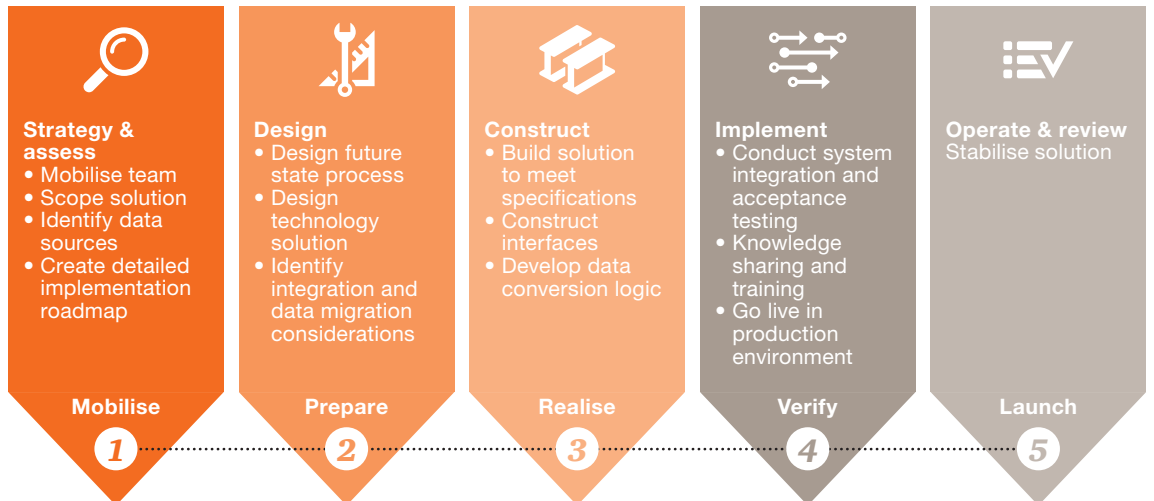 Strategy &
assess
• Mobilise team
• Scope solution
• Identify data
sources
• Create detailed
implementation
roadmap
Mobilise
1
Design
• Design future
state process
• Design
technology
solution
• Identify
integration and
data migration
considerations
Prepare
2
Construct
• Build solution
to meet
specifications
• Construct
interfaces
• Develop data
conversion logic
Realise
3
Implement
• Conduct system
integration and
acceptance
testing
• Knowledge
sharing and
training
• Go live in
production
environment
Verify
4
Operate & review
Stabilise solution
Launch
5